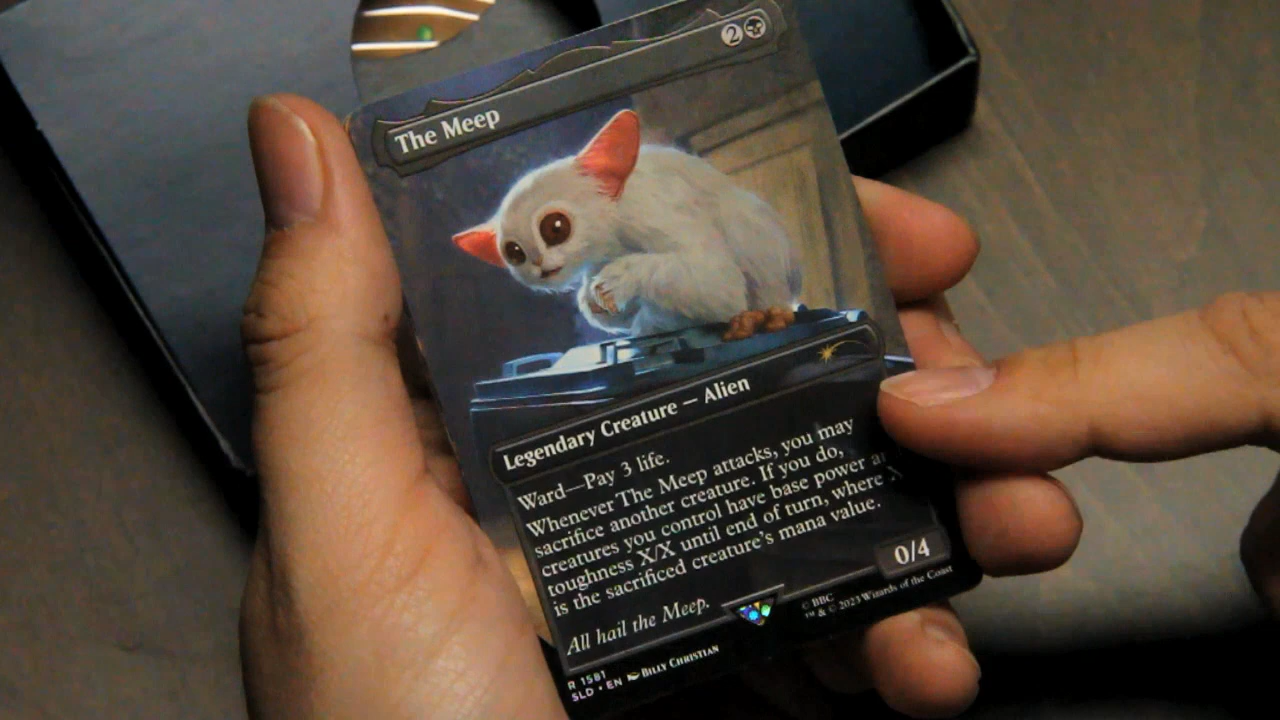 The Meep 2
Legendary Creature — Alien
Ward—Pay 3 life.
Whenever The Meep attacks, you may
sacrifice another creature. If you do,
creatures you control have base power
toughness X/X until end of turn, where X
is the sacrificed creature's mana value.
All hail the Meep.
0/4
R 1581
SLD • EN BILLY CHRISTIAN
© BBC
™ & © 2023 Wizards of the Coast